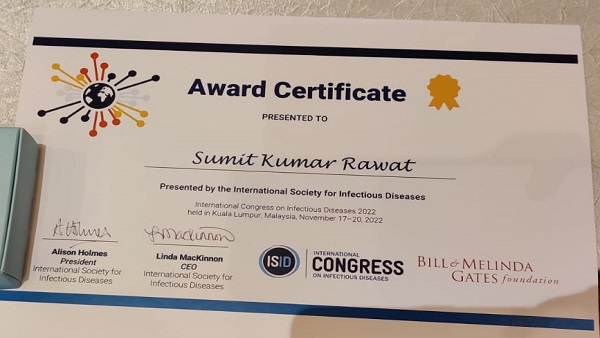 Award Certificate
PRESENTED TO
Sumit Kumar Rawat
Presented by the International Society for Infectious Diseases
International Congress on Infectious Diseases 2022
held in Kuala Lumpur, Malaysia, November 17–20, 2022
A Holmes
Alison Holmes
President
International Society for
Infectious Diseases
LMacKinnon
Linda MacKinnon
CEO
International Society for
Infectious Diseases
ISID
INTERNATIONAL
CONGRESS
ON INFECTIOUS DISEASES
BILL & MELINDA
GATES foundation